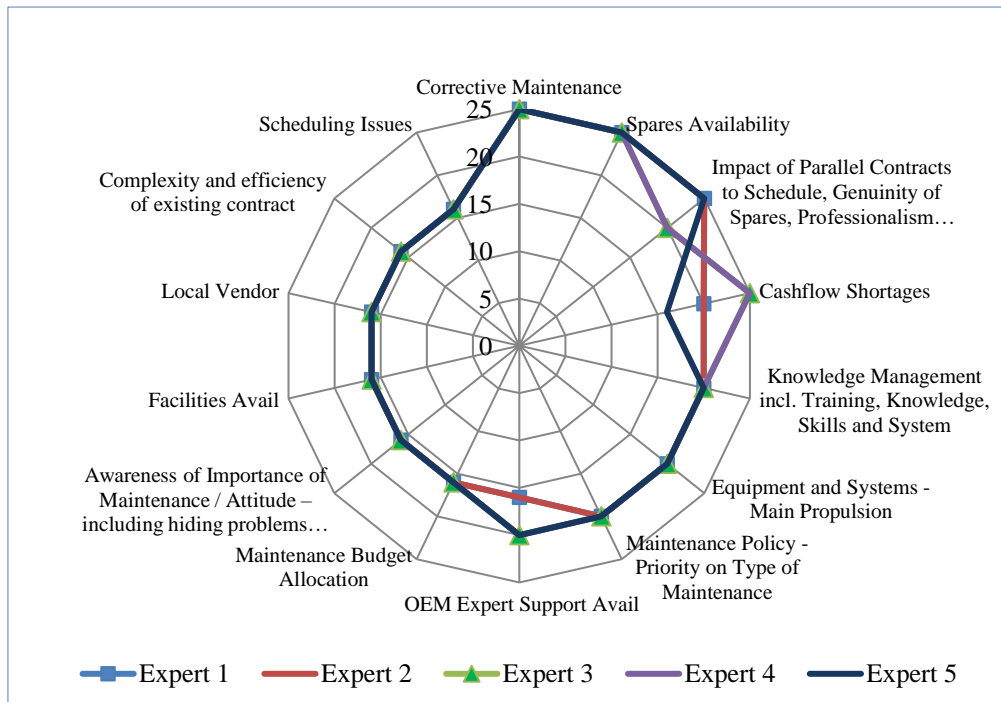 Corrective Maintenance
25
20
15
10
5
0
Spares Availability
Impact of Parallel Contracts
to Schedule, Genuinity of
Spares, Professionalism…
Cashflow Shortages
Knowledge Management
incl. Training, Knowledge,
Skills and System
Equipment and Systems -
Main Propulsion
Maintenance Policy -
Priority on Type of
Maintenance
OEM Expert Support Avail
Maintenance Budget
Allocation
Awareness of Importance of
Maintenance / Attitude –
including hiding problems…
Facilities Avail
Local Vendor
Complexity and efficiency
of existing contract
Scheduling Issues
Expert 1
Expert 2
Expert 3
Expert 4
Expert 5